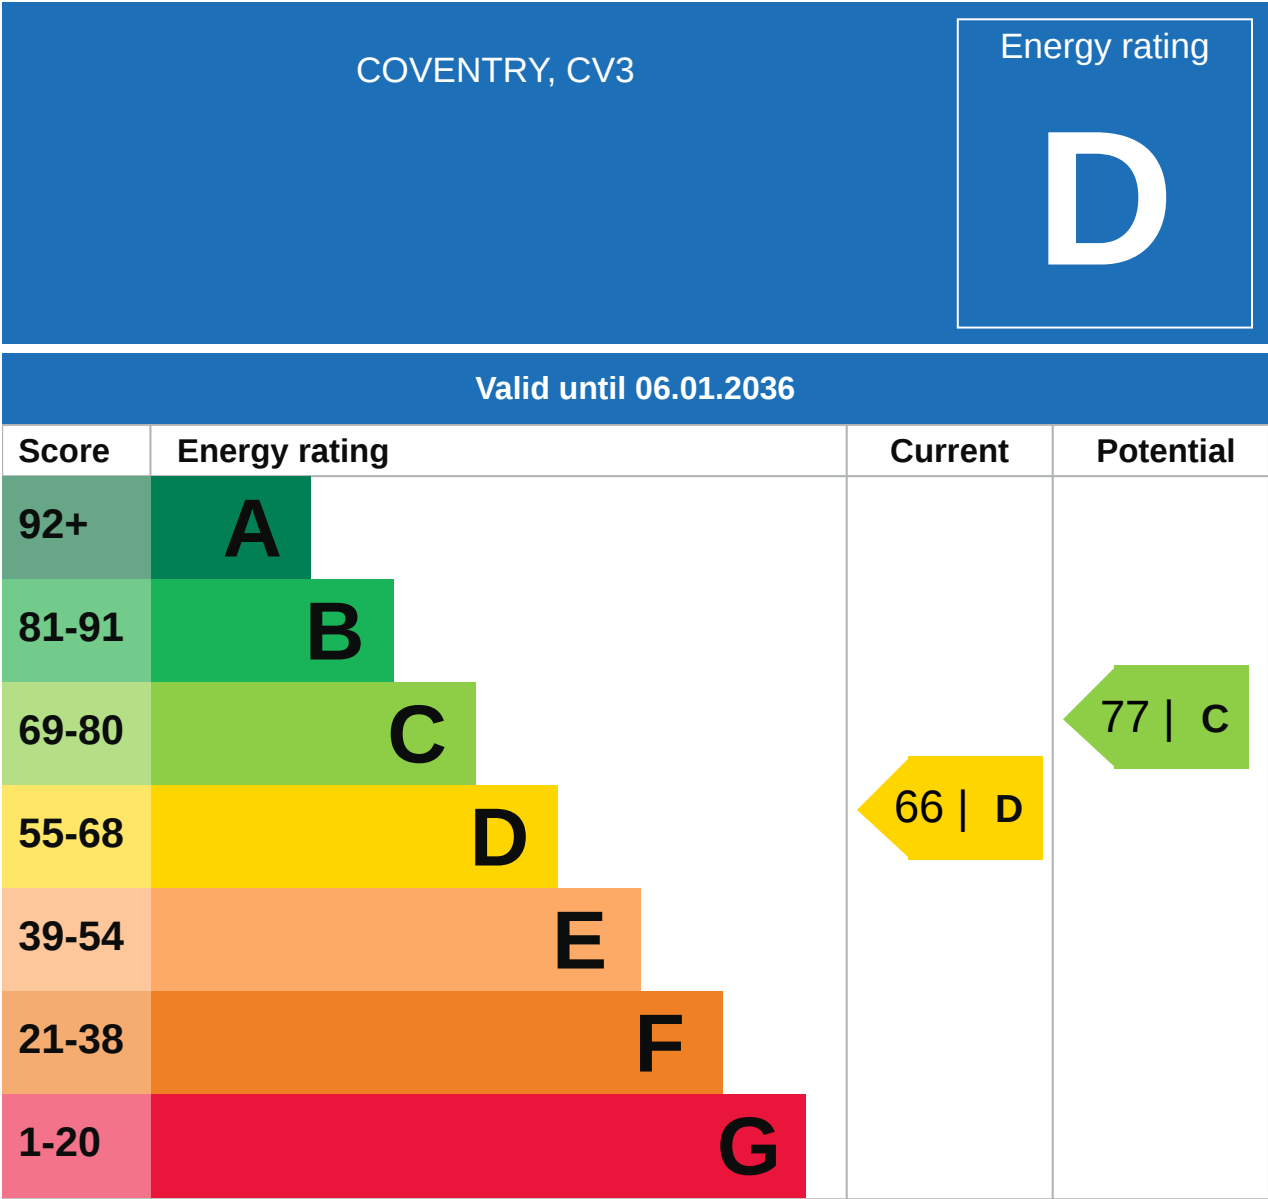 COVENTRY, CV3
Energy rating
D
Valid until 06.01.2036
Score Energy rating Current Potential
92+ A
81-91 B
69-80 C
77 | C
55-68 D
66 | D
39-54 E
21-38 F
1-20 G